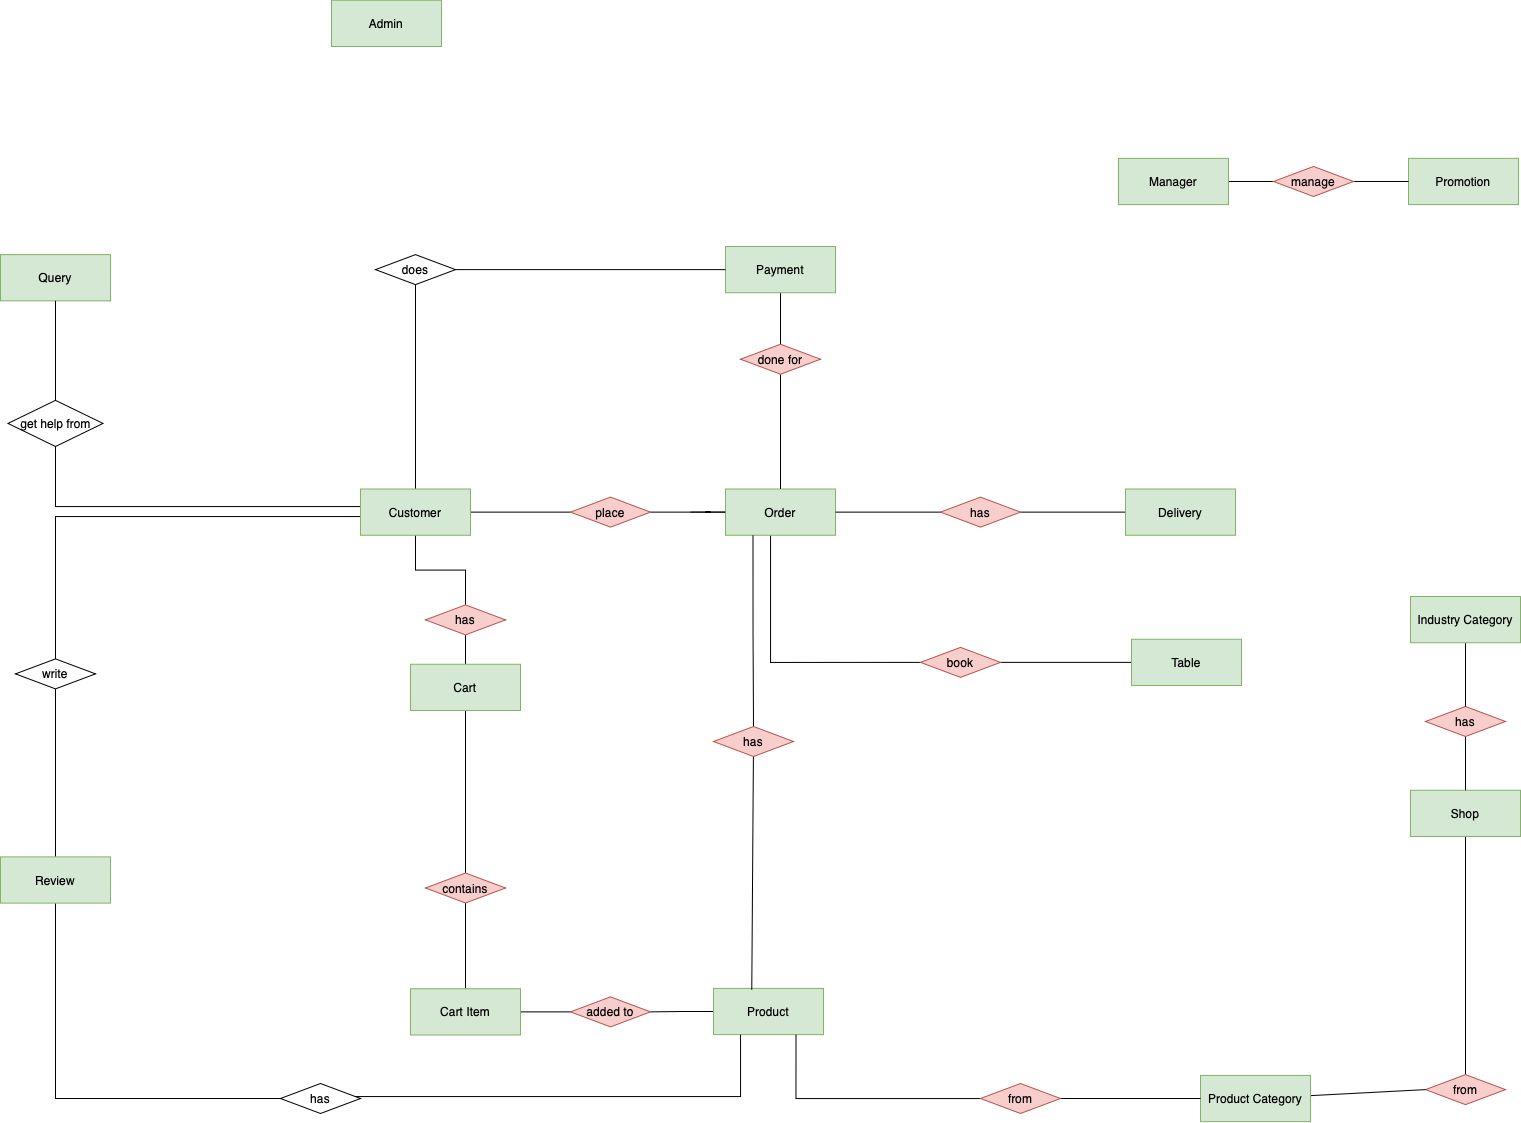 Admin
Manager
manage
Promotion
Query
does
Payment
done for
get help from
Customer
place
Order
has
Delivery
has
Industry Category
book
Table
write
Cart
has
has
Shop
Review
contains
Cart Item
added to
Product
has
from
Product Category
from